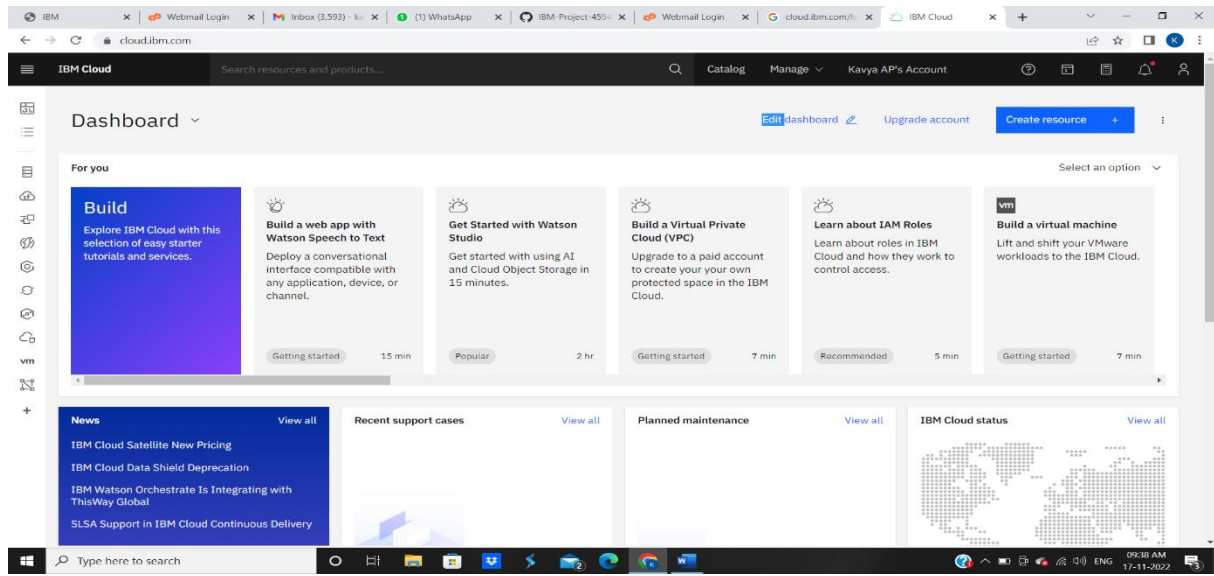 IBM
Webmail Login
Inbox (3,593) - ka
(1) WhatsApp
IBM-Project-4594
Webmail Login
cloud.ibm.com/lo
IBM Cloud
cloud.ibm.com
K
IBM Cloud
Search resources and products...
Catalog
Manage
Kavya AP's Account
Dashboard
Edit dashboard
Upgrade account
Create resource +
For you
Select an option
Build
Explore IBM Cloud with this
selection of easy starter
tutorials and services.
Build a web app with
Watson Speech to Text
Deploy a conversational
interface compatible with
any application, device, or
channel.
Getting started 15 min
Get Started with Watson
Studio
Get started with using AI
and Cloud Object Storage in
15 minutes.
Popular 2 hr
Build a Virtual Private
Cloud (VPC)
Upgrade to a paid account
to create your your own
protected space in the IBM
Cloud.
Getting started 7 min
Learn about IAM Roles
Learn about roles in IBM
Cloud and how they work to
control access.
Recommended 5 min
vm
Build a virtual machine
Lift and shift your VMware
workloads to the IBM Cloud.
Getting started 7 min
vm
News View all
IBM Cloud Satellite New Pricing
IBM Cloud Data Shield Deprecation
IBM Watson Orchestrate Is Integrating with
ThisWay Global
SLSA Support in IBM Cloud Continuous Delivery
Recent support cases View all
Planned maintenance View all
IBM Cloud status View all
Type here to search
ENG
09:38 AM
17-11-2022